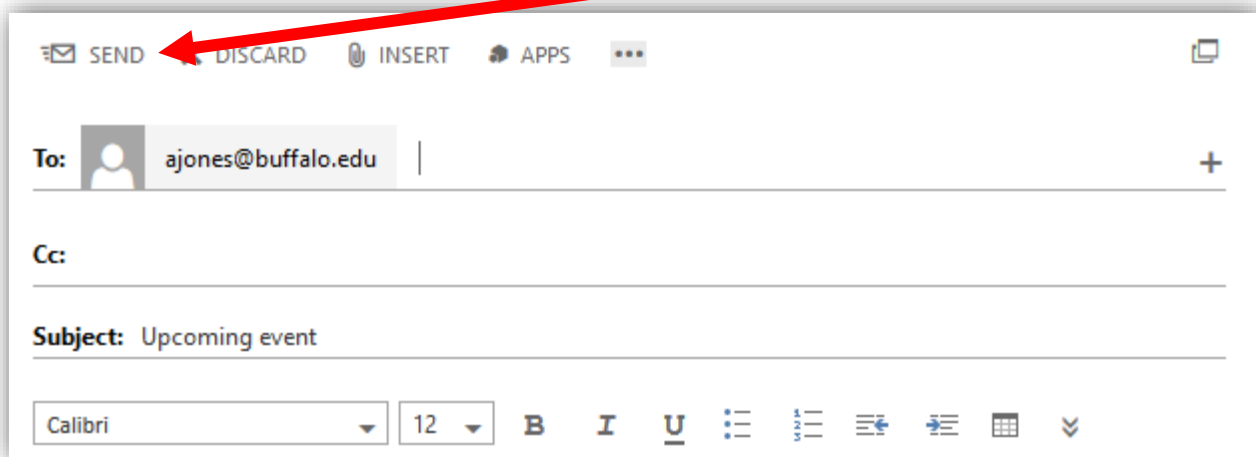 SEND DISCARD INSERT APPS •••
To: ajones@buffalo.edu
Cc:
Subject: Upcoming event
Calibri 12 B I U